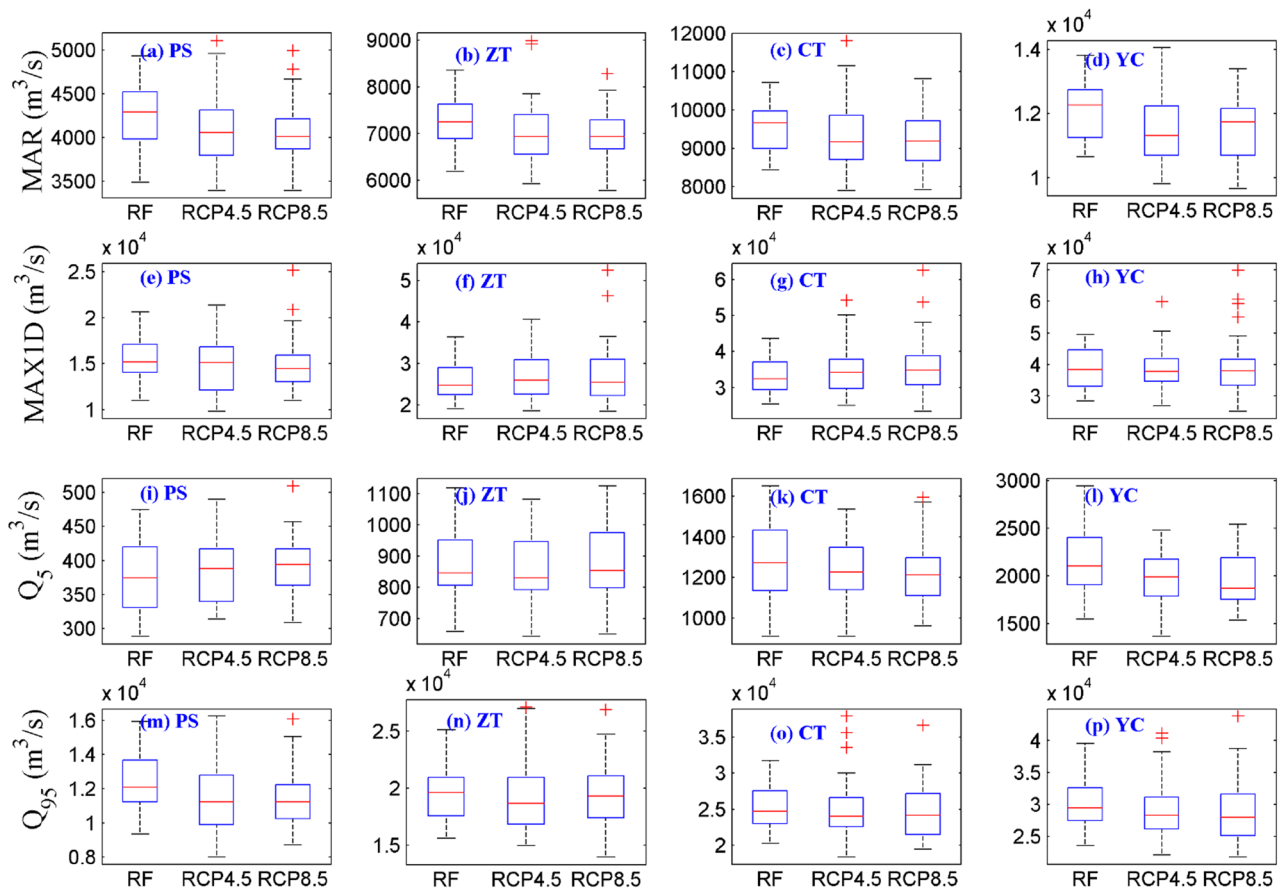 MAR (m³/s)
(a) PS
5000
4500
4000
3500
RF RCP4.5 RCP8.5
(b) ZT
9000
8000
7000
6000
RF RCP4.5 RCP8.5
(c) CT
12000
11000
10000
9000
8000
RF RCP4.5 RCP8.5
x 10⁴
(d) YC
1.4
1.2
1
RF RCP4.5 RCP8.5
MAX1D (m³/s)
x 10⁴
(e) PS
2.5
2
1.5
1
RF RCP4.5 RCP8.5
x 10⁴
(f) ZT
5
4
3
2
RF RCP4.5 RCP8.5
x 10⁴
(g) CT
6
5
4
3
RF RCP4.5 RCP8.5
x 10⁴
(h) YC
7
6
5
4
3
RF RCP4.5 RCP8.5
Q₅ (m³/s)
(i) PS
500
450
400
350
300
RF RCP4.5 RCP8.5
(j) ZT
1100
1000
900
800
700
RF RCP4.5 RCP8.5
(k) CT
1600
1400
1200
1000
RF RCP4.5 RCP8.5
(l) YC
3000
2500
2000
1500
RF RCP4.5 RCP8.5
Q₉₅ (m³/s)
x 10⁴
(m) PS
1.6
1.4
1.2
1
0.8
RF RCP4.5 RCP8.5
x 10⁴
(n) ZT
2.5
2
1.5
RF RCP4.5 RCP8.5
x 10⁴
(o) CT
3.5
3
2.5
2
RF RCP4.5 RCP8.5
x 10⁴
(p) YC
4
3.5
3
2.5
RF RCP4.5 RCP8.5